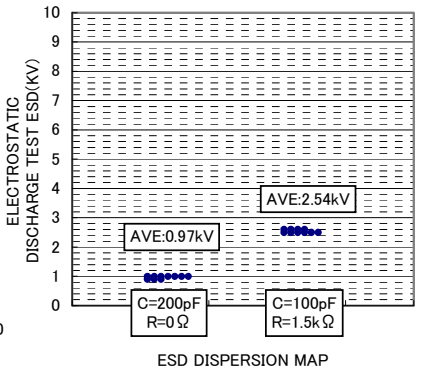 ELECTROSTATIC
DISCHARGE TEST ESD(KV)
10
9
8
7
6
5
4
3
2
1
0
AVE:0.97kV
AVE:2.54kV
C=200pF
R=0Ω
C=100pF
R=1.5kΩ
0
ESD DISPERSION MAP